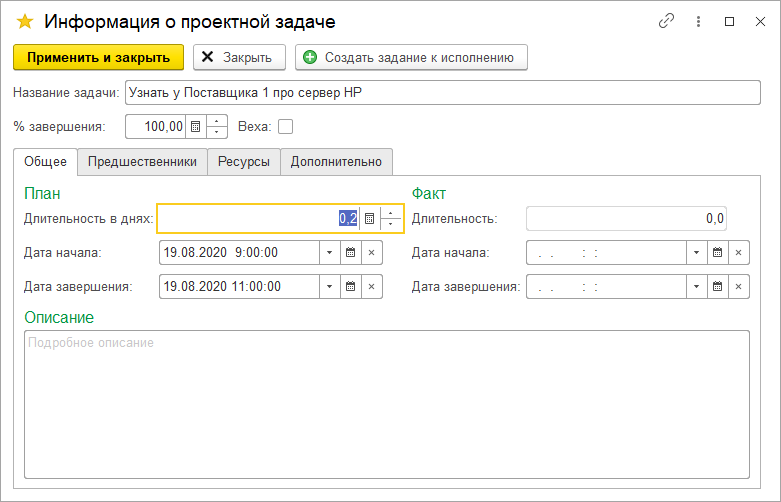 Информация о проектной задаче
Применить и закрыть Закрыть Создать задание к исполнению
Название задачи: Узнать у Поставщика 1 про сервер HP
% завершения: 100,00 Веха:
Общее Предшественники Ресурсы Дополнительно
План Факт
Длительность в днях: 0,2 Длительность: 0,0
Дата начала: 19.08.2020 9:00:00 Дата начала: . . : :
Дата завершения: 19.08.2020 11:00:00 Дата завершения: . . : :
Описание
Подробное описание